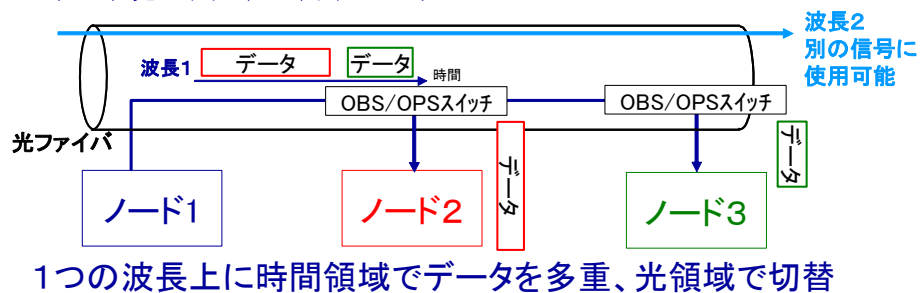 波長2
別の信号に
使用可能
波長1
データ
データ
時間
OBS/OPSスイッチ
OBS/OPSスイッチ
光ファイバ
データ
データ
ノード1
ノード2
ノード3
1つの波長上に時間領域でデータを多重、光領域で切替